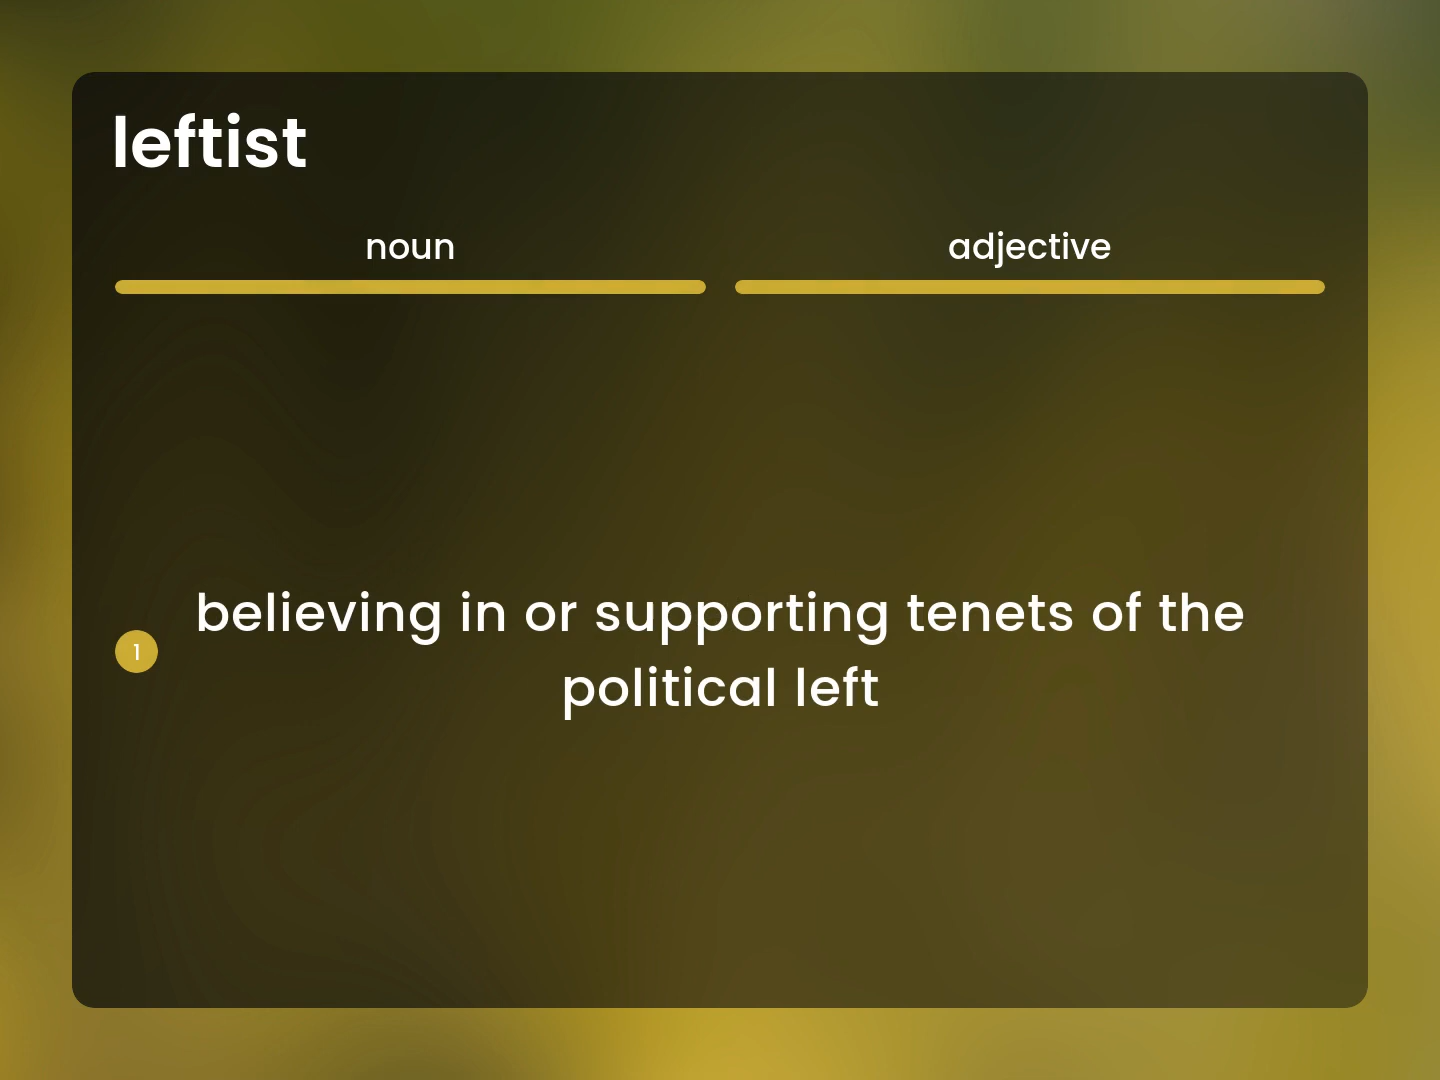 leftist
noun
adjective
1
believing in or supporting tenets of the
political left